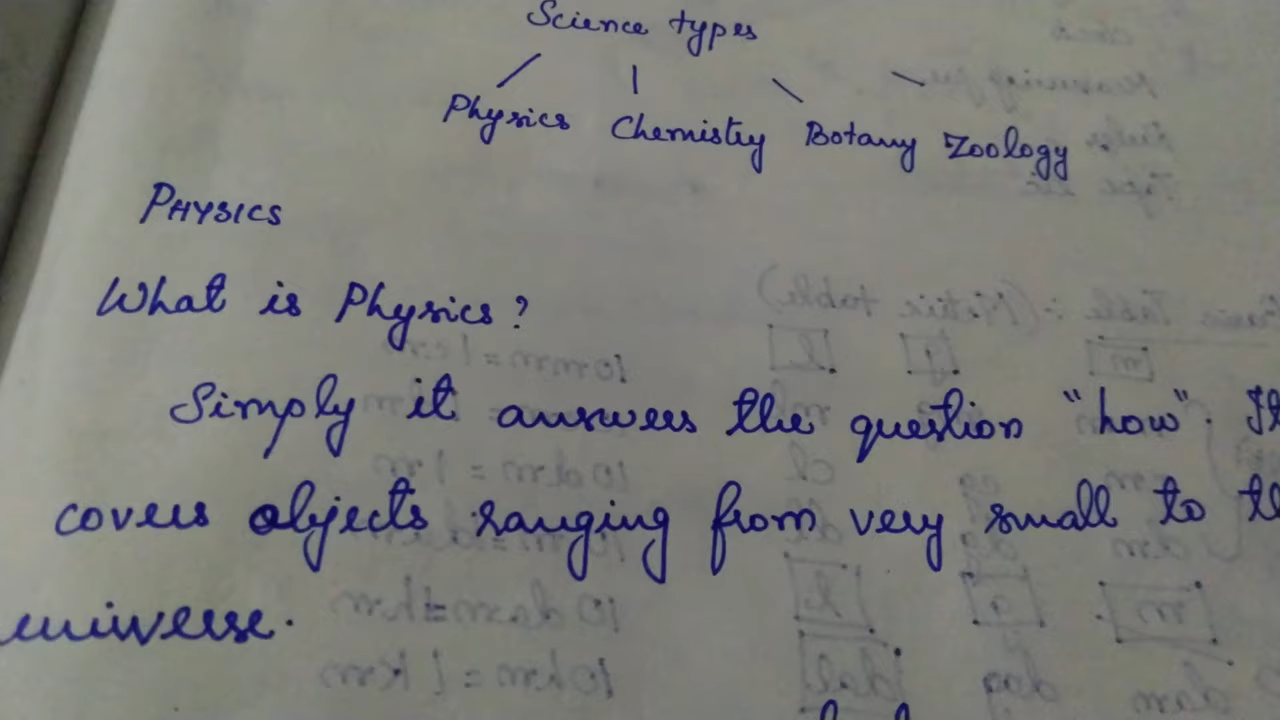 Science types
Physics Chemistry Botany Zoology
PHYSICS
What is Physics?
Simply it answers the question "how". It
covers objects ranging from very small to
universe.